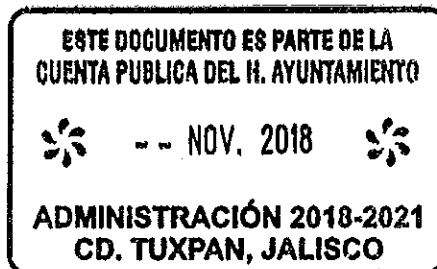 ESTE DOCUMENTO ES PARTE DE LA
CUENTA PUBLICA DEL H. AYUNTAMIENTO
-- NOV. 2018
ADMINISTRACIÓN 2018-2021
CD. TUXPAN, JALISCO